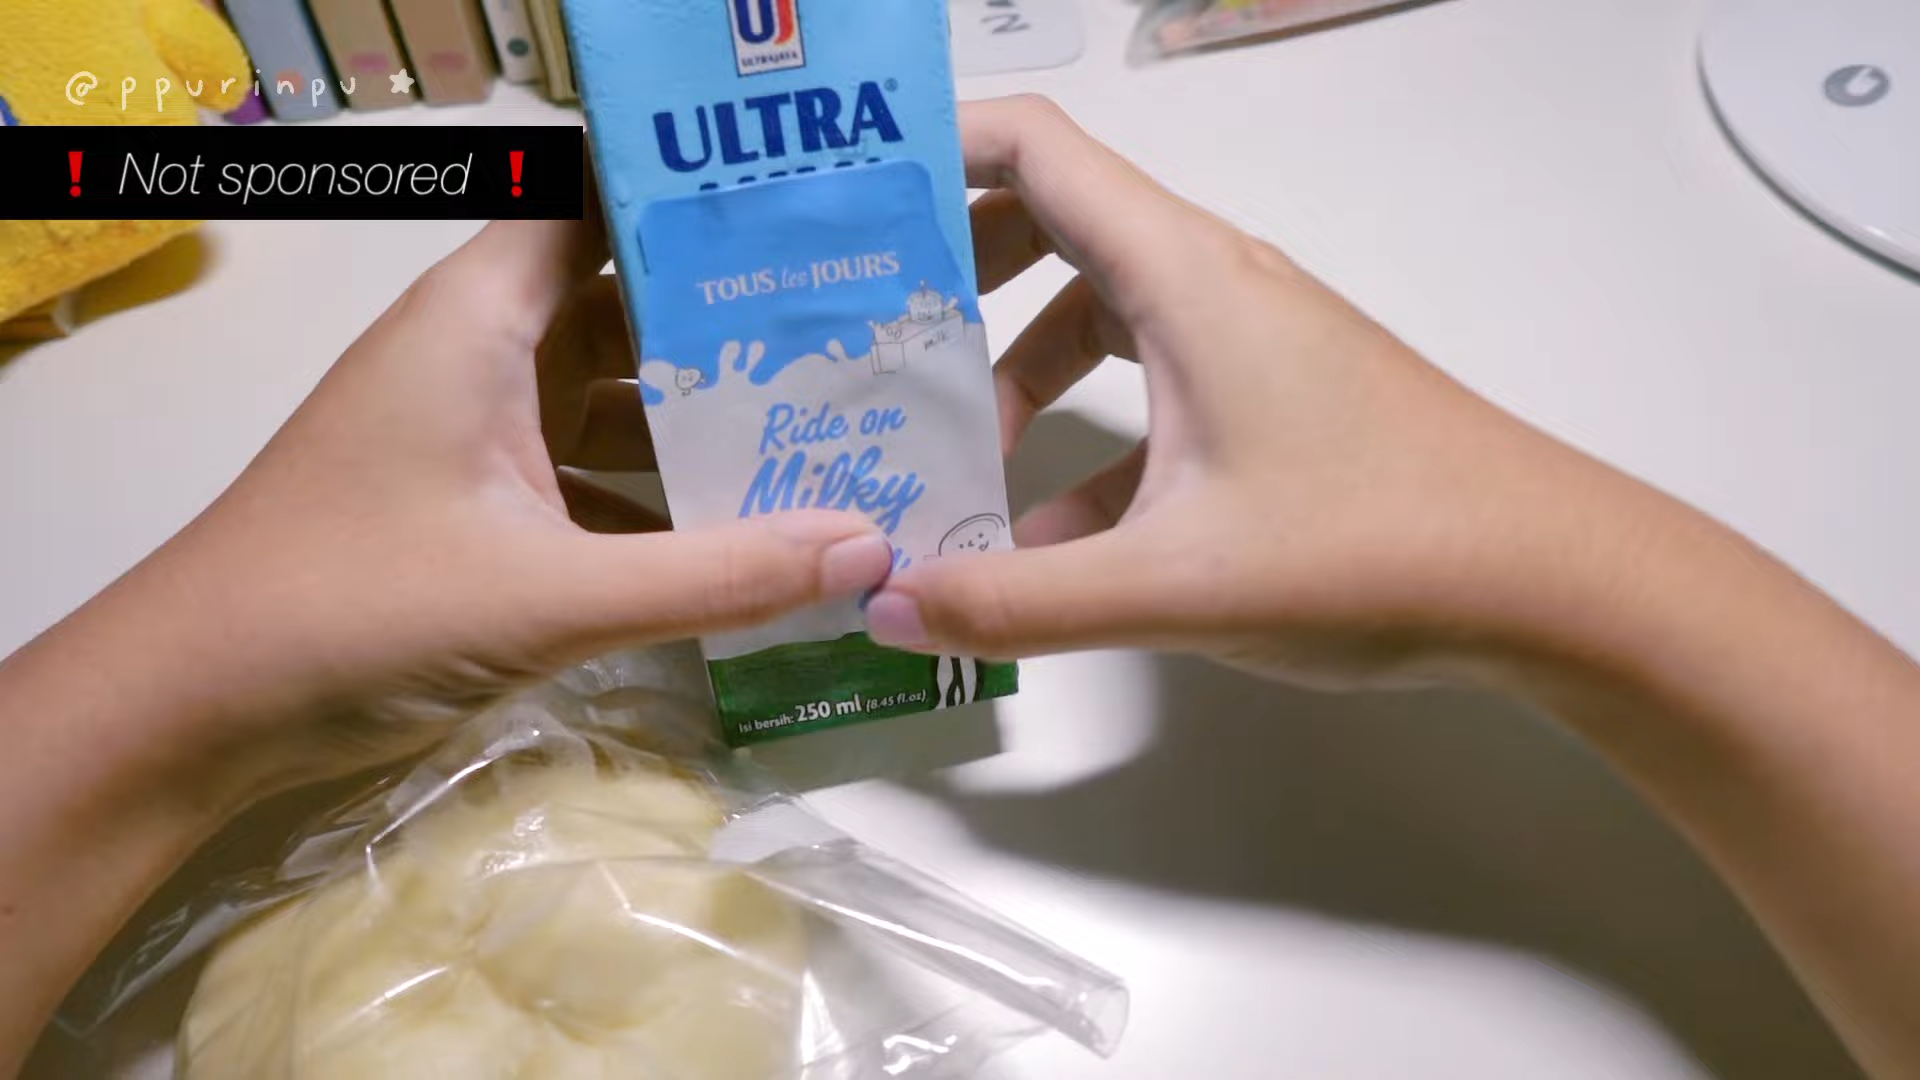 @ppurinpu
❗ Not sponsored ❗
ULTRAJAYA
ULTRA®
TOUS les JOURS
milk
Ride on
Milky
Isi bersih: 250 ml (8.45 fl.oz)